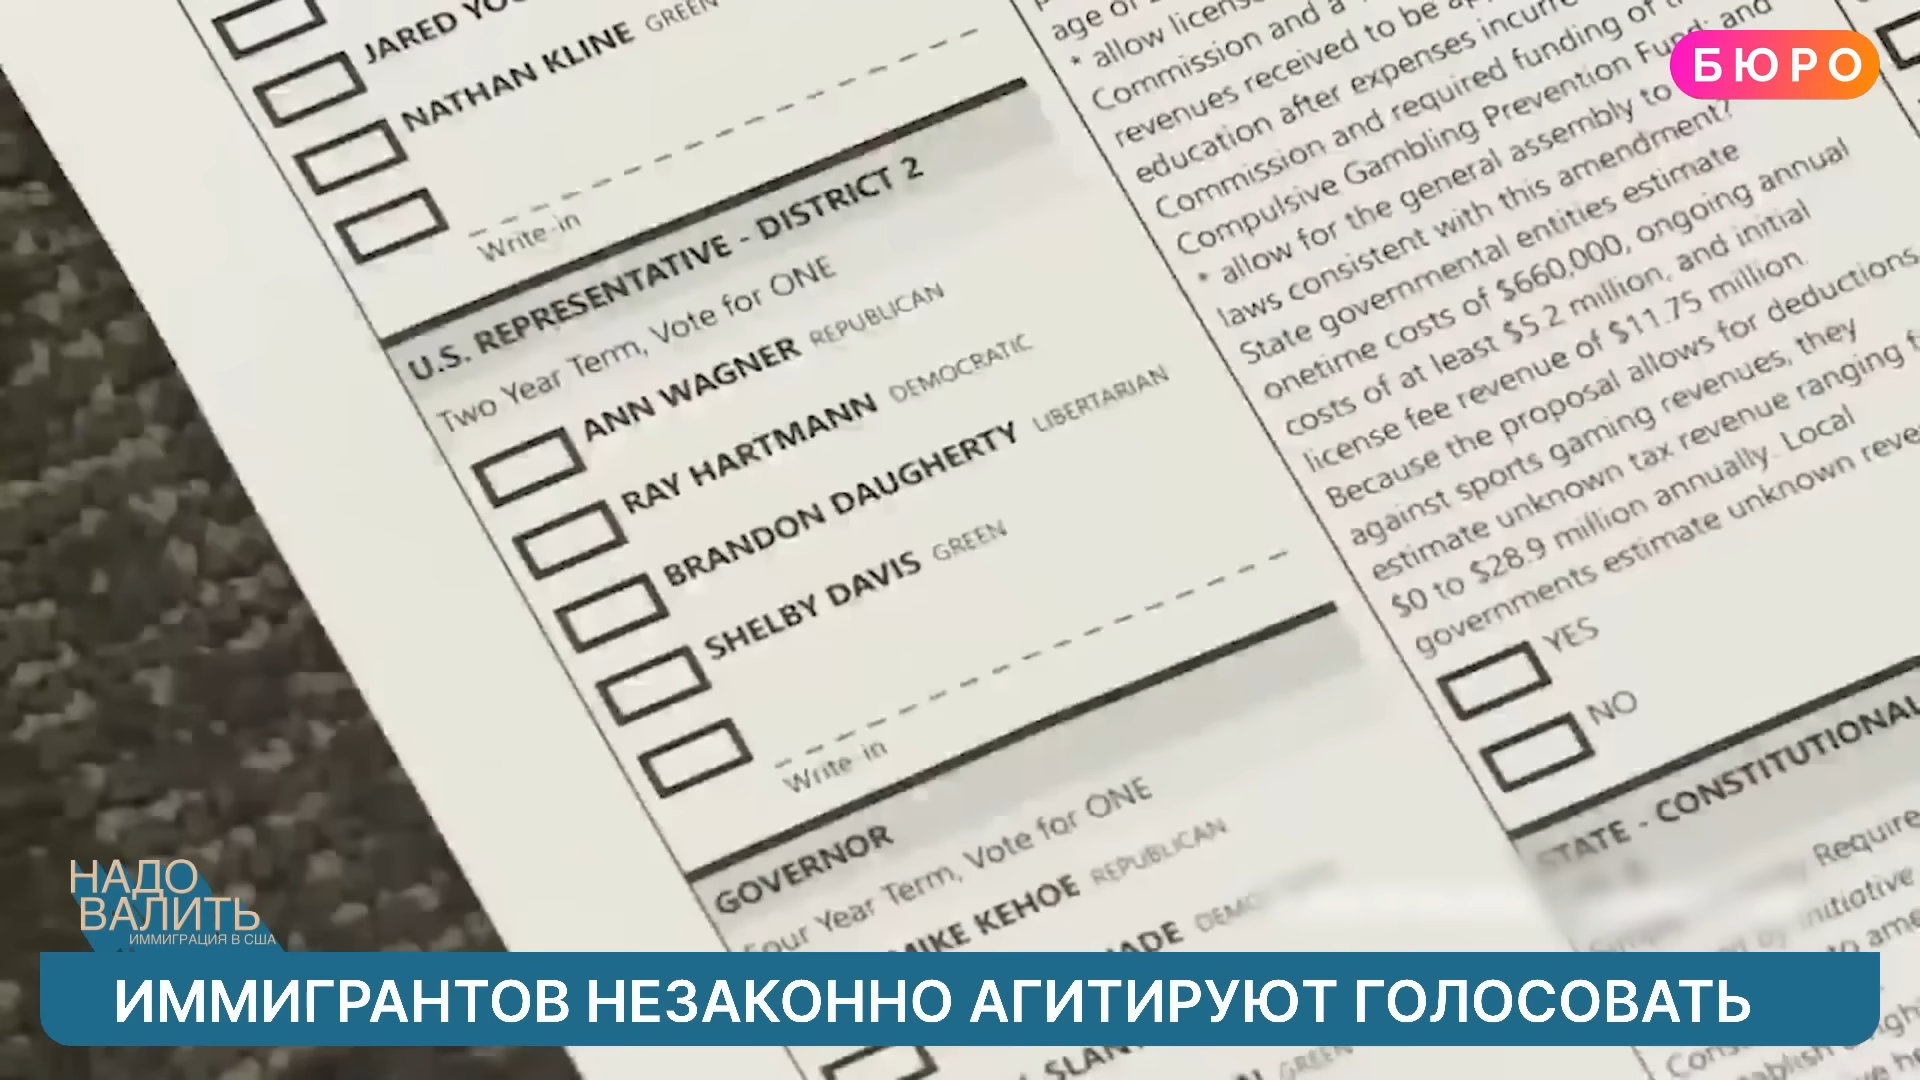 JARED
NATHAN KLINE GREEN
Write-in
U.S. REPRESENTATIVE - DISTRICT 2
Two Year Term, Vote for ONE
ANN WAGNER REPUBLICAN
RAY HARTMANN DEMOCRATIC
BRANDON DAUGHERTY LIBERTARIAN
SHELBY DAVIS GREEN
Write-in
GOVERNOR
Four Year Term, Vote for ONE
MIKE KEHOE REPUBLICAN
GREEN
age of
* allow
Commission and a
revenues received to be
education after expenses
Commission and required funding of
Compulsive Gambling Prevention Fund; and
* allow for the general assembly to
laws consistent with this amendment?
State governmental entities estimate
onetime costs of $660,000, ongoing annual
costs of at least $5.2 million, and initial
license fee revenue of $11.75 million.
Because the proposal allows for deductions
against sports gaming revenues, they
estimate unknown tax revenue ranging
$0 to $28.9 million annually. Local
governments estimate unknown
YES
NO
STATE - CONSTITUTIONAL
БЮРО
НАДО
ВАЛИТЬ
ИММИГРАЦИЯ В США
ИММИГРАНТОВ НЕЗАКОННО АГИТИРУЮТ ГОЛОСОВАТЬ